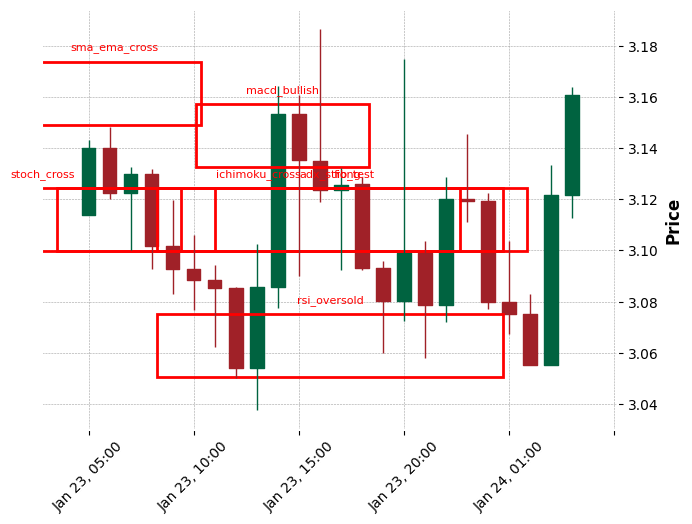 sma_ema_cross
macd_bullish
stoch_cross
ichimoku_cross
fib_test
rsi_oversold
3.18
3.16
3.14
3.12
3.10
3.08
3.06
3.04
Price
Jan 23, 05:00
Jan 23, 10:00
Jan 23, 15:00
Jan 23, 20:00
Jan 24, 01:00